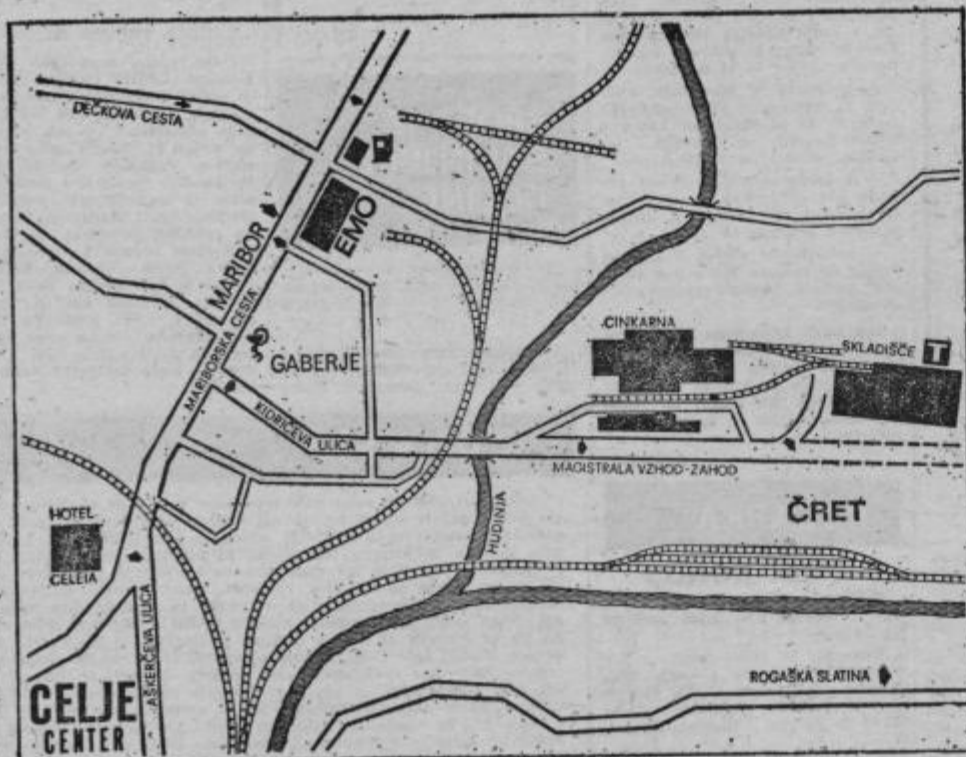 DEČKOVA CESTA
MARIBOR
EMO
MARIBORSKA CESTA
GABERJE
CINKARNA
SKLADIŠČE
T
KIDRIČEVA ULICA
MAGISTRALA VZHOD-ZAHOD
ČRET
HUDINJA
HOTEL
CELEIA
AŠKERČEVA ULICA
ROGAŠKA SLATINA
CELJE
CENTER